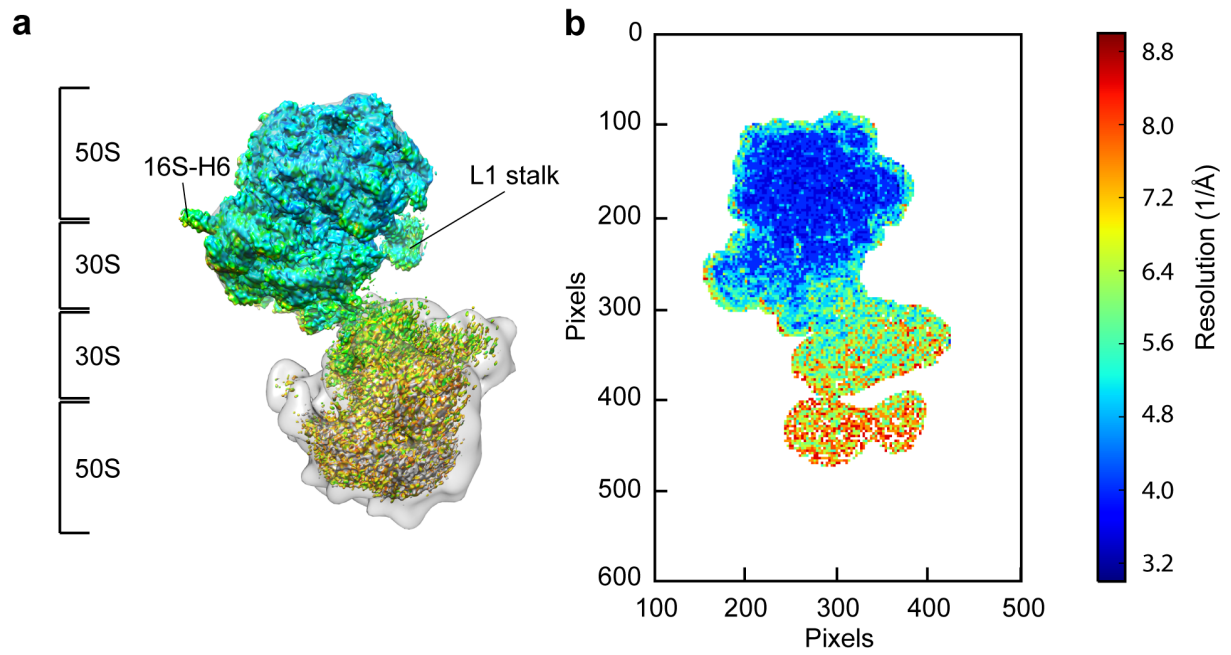 a
50S
16S-H6
L1 stalk
30S
30S
50S
b
0
100
200
300
400
500
600
Pixels
100 200 300 400 500
Pixels
8.8
8.0
7.2
6.4
5.6
4.8
4.0
3.2
Resolution (1/Å)